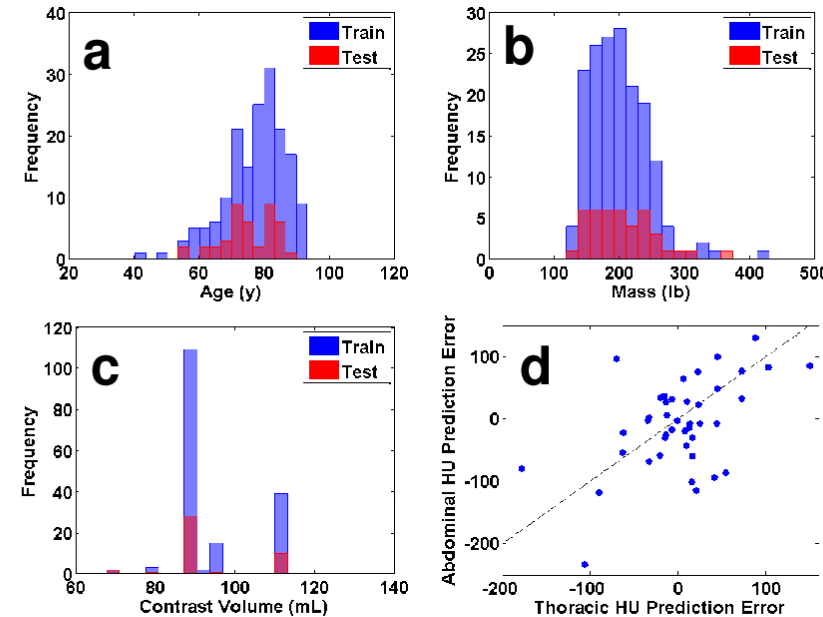 a
Train
Test
40
30
20
10
0
Frequency
20 40 60 80 100 120
Age (y)
b
Train
Test
30
25
20
15
10
5
0
Frequency
0 100 200 300 400 500
Mass (lb)
c
Train
Test
120
100
80
60
40
20
0
Frequency
60 80 100 120 140
Contrast Volume (mL)
d
100
0
-100
-200
Abdominal HU Prediction Error
-200 -100 0 100
Thoracic HU Prediction Error